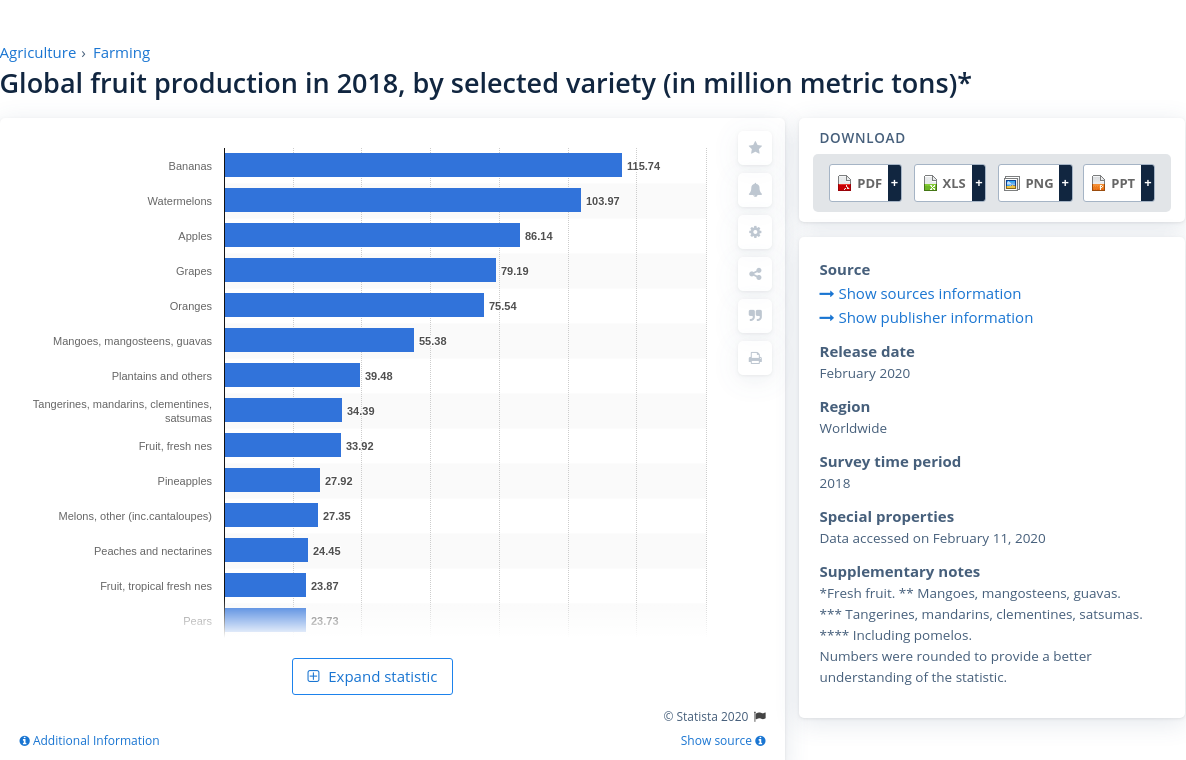 Agriculture › Farming
Global fruit production in 2018, by selected variety (in million metric tons)*
Bananas 115.74
Watermelons 103.97
Apples 86.14
Grapes 79.19
Oranges 75.54
Mangoes, mangosteens, guavas 55.38
Plantains and others 39.48
Tangerines, mandarins, clementines,
satsumas 34.39
Fruit, fresh nes 33.92
Pineapples 27.92
Melons, other (inc.cantaloupes) 27.35
Peaches and nectarines 24.45
Fruit, tropical fresh nes 23.87
Pears 23.73
Expand statistic
© Statista 2020
Additional Information Show source
DOWNLOAD
PDF + XLS + PNG + PPT +
Source
Show sources information
Show publisher information
Release date
February 2020
Region
Worldwide
Survey time period
2018
Special properties
Data accessed on February 11, 2020
Supplementary notes
*Fresh fruit. ** Mangoes, mangosteens, guavas.
*** Tangerines, mandarins, clementines, satsumas.
**** Including pomelos.
Numbers were rounded to provide a better
understanding of the statistic.